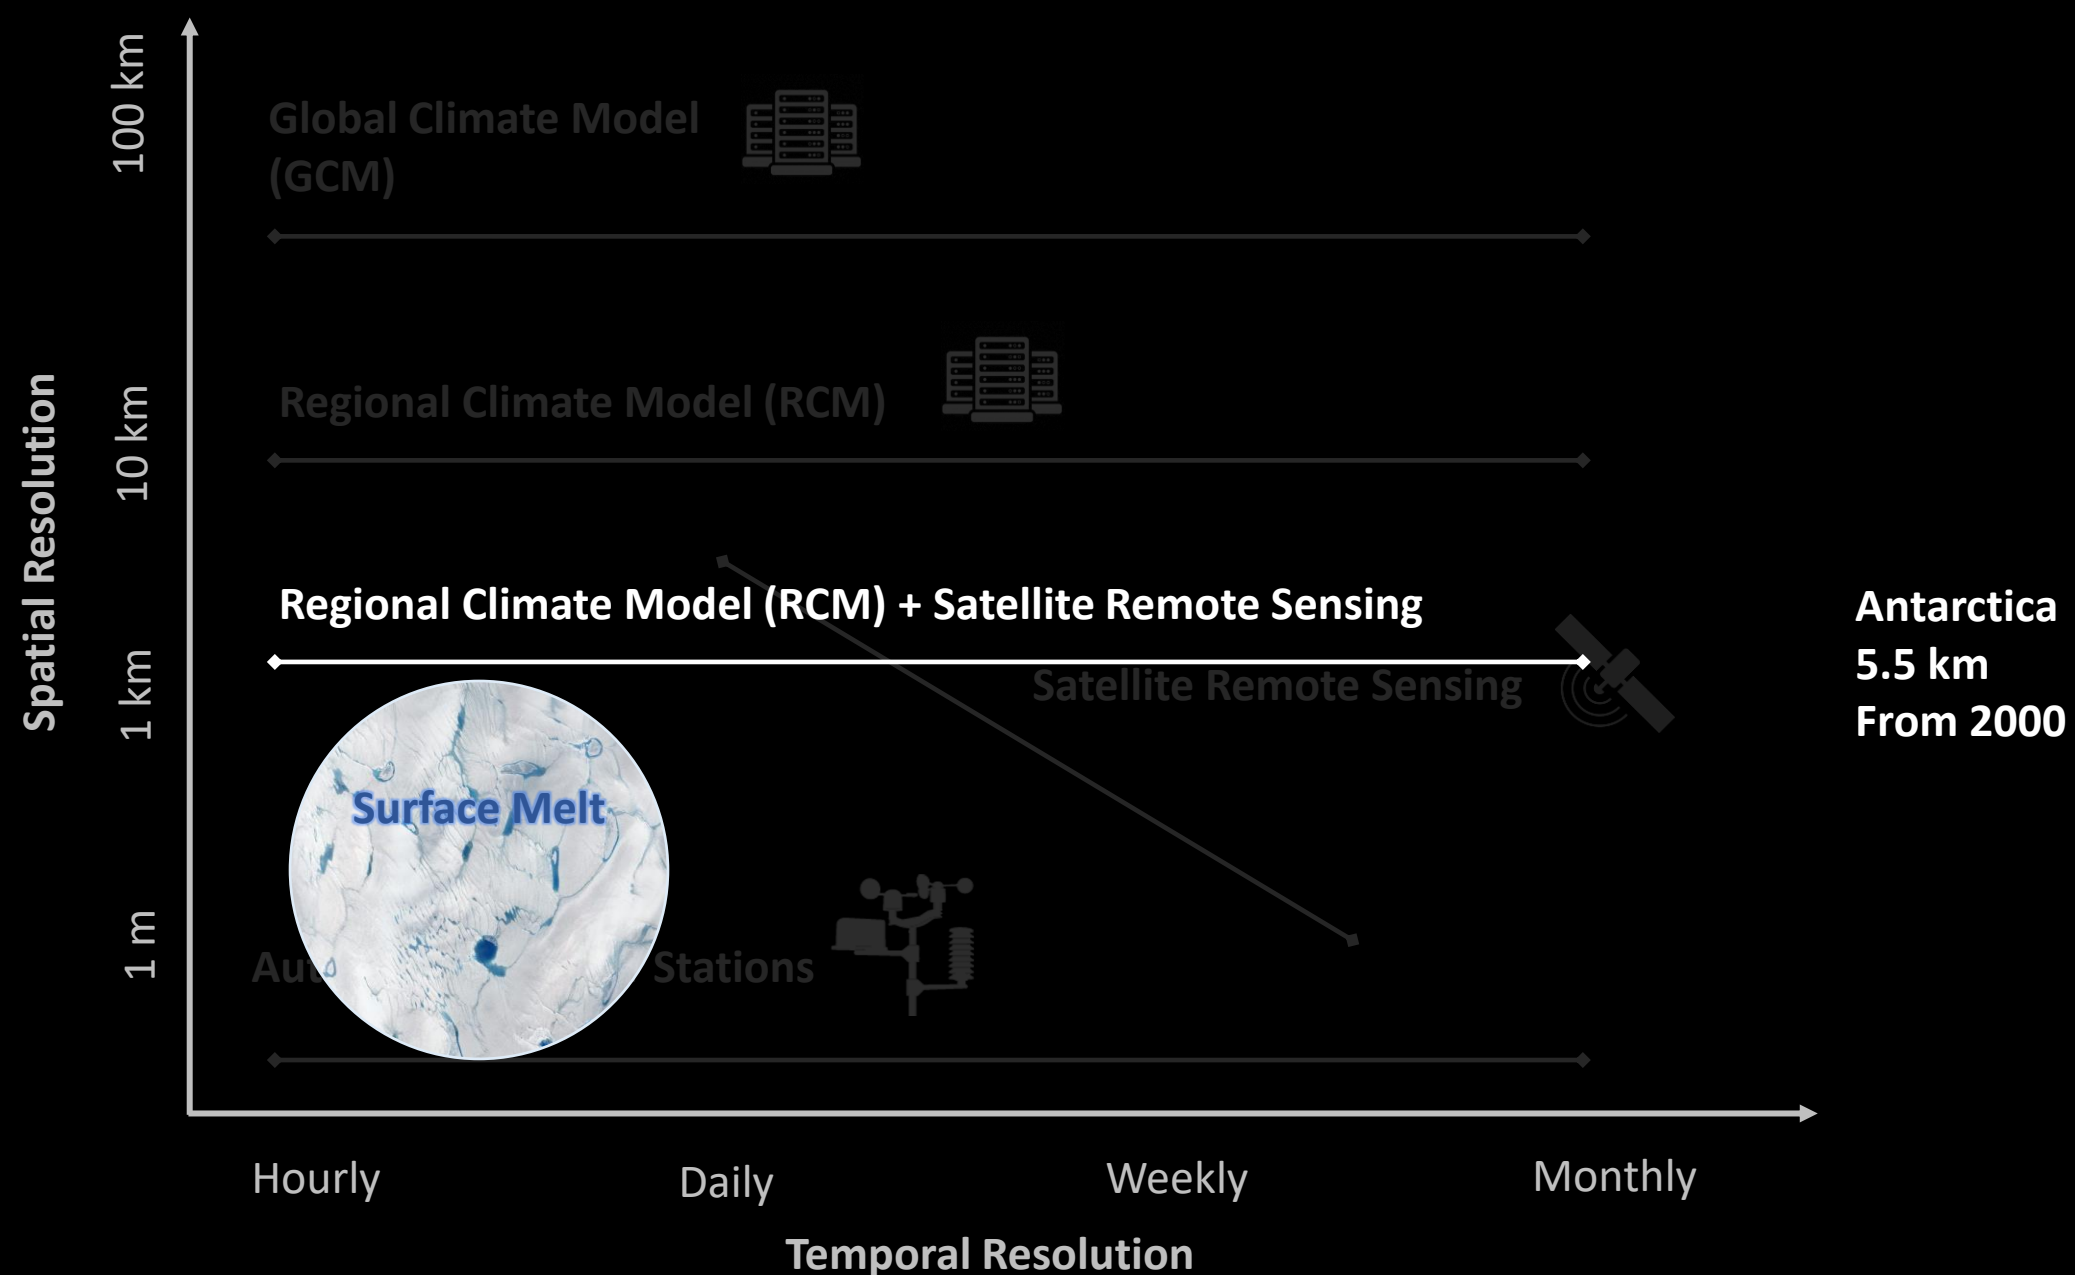 100 km
Global Climate Model
(GCM)
10 km
Regional Climate Model (RCM)
Spatial Resolution
Regional Climate Model (RCM) + Satellite Remote Sensing
Antarctica
5.5 km
From 2000
1 km
Satellite Remote Sensing
Surface Melt
1 m
Stations
Hourly
Daily
Weekly
Monthly
Temporal Resolution